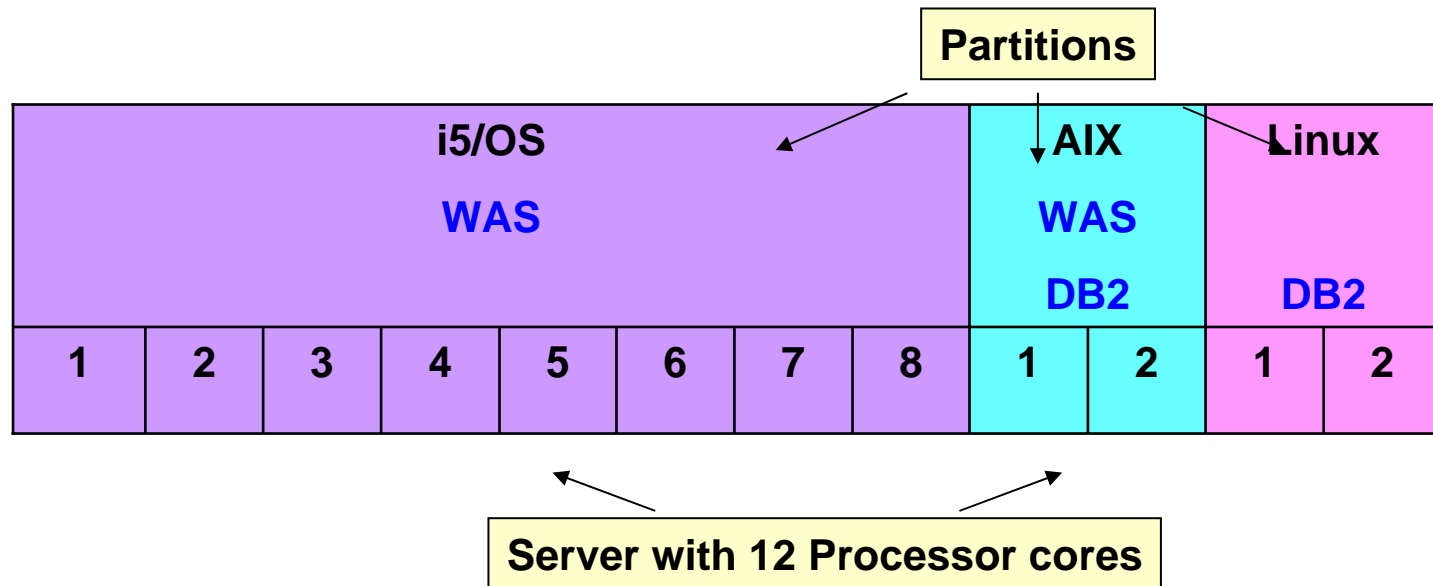 Partitions
i5/OS AIX Linux
WAS WAS
DB2 DB2
1 2 3 4 5 6 7 8 1 2 1 2
Server with 12 Processor cores